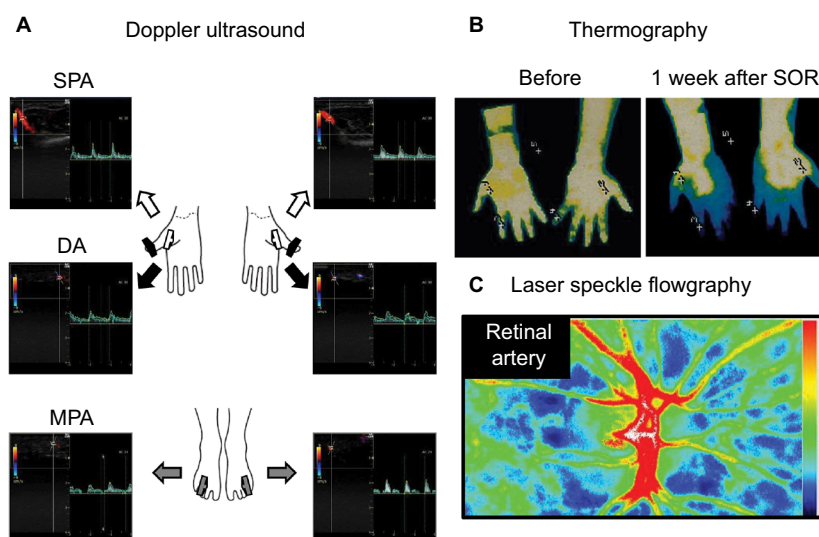 A
Doppler ultrasound
SPA
DA
MPA
B
Thermography
Before
1 week after SOR
C
Laser speckle flowgraphy
Retinal
artery